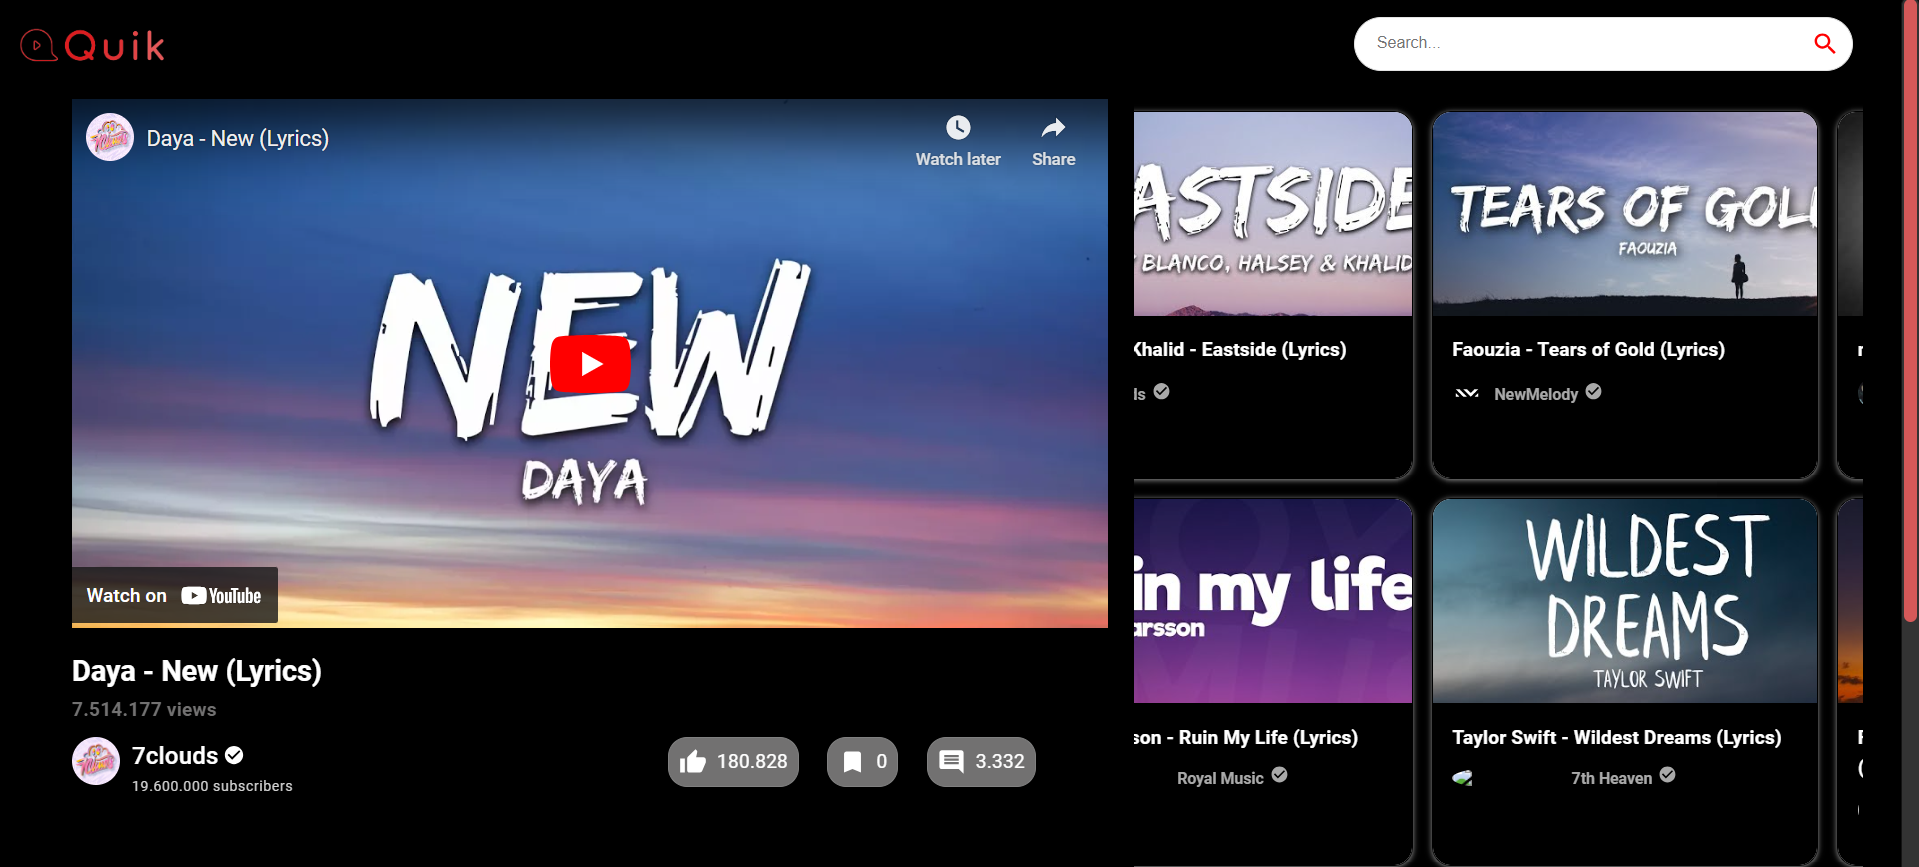 Quik
Search...
Daya - New (Lyrics)
Watch later
Share
NEW
DAYA
Watch on YouTube
Daya - New (Lyrics)
7.514.177 views
7clouds
19.600.000 subscribers
180.828
0
3.332
ASTSIDE
BLANCO, HALSEY & KHALID
Khalid - Eastside (Lyrics)
ls
TEARS OF GOL
FAOUZIA
Faouzia - Tears of Gold (Lyrics)
NewMelody
in my life
arsson
son - Ruin My Life (Lyrics)
Royal Music
WILDEST
DREAMS
TAYLOR SWIFT
Taylor Swift - Wildest Dreams (Lyrics)
7th Heaven